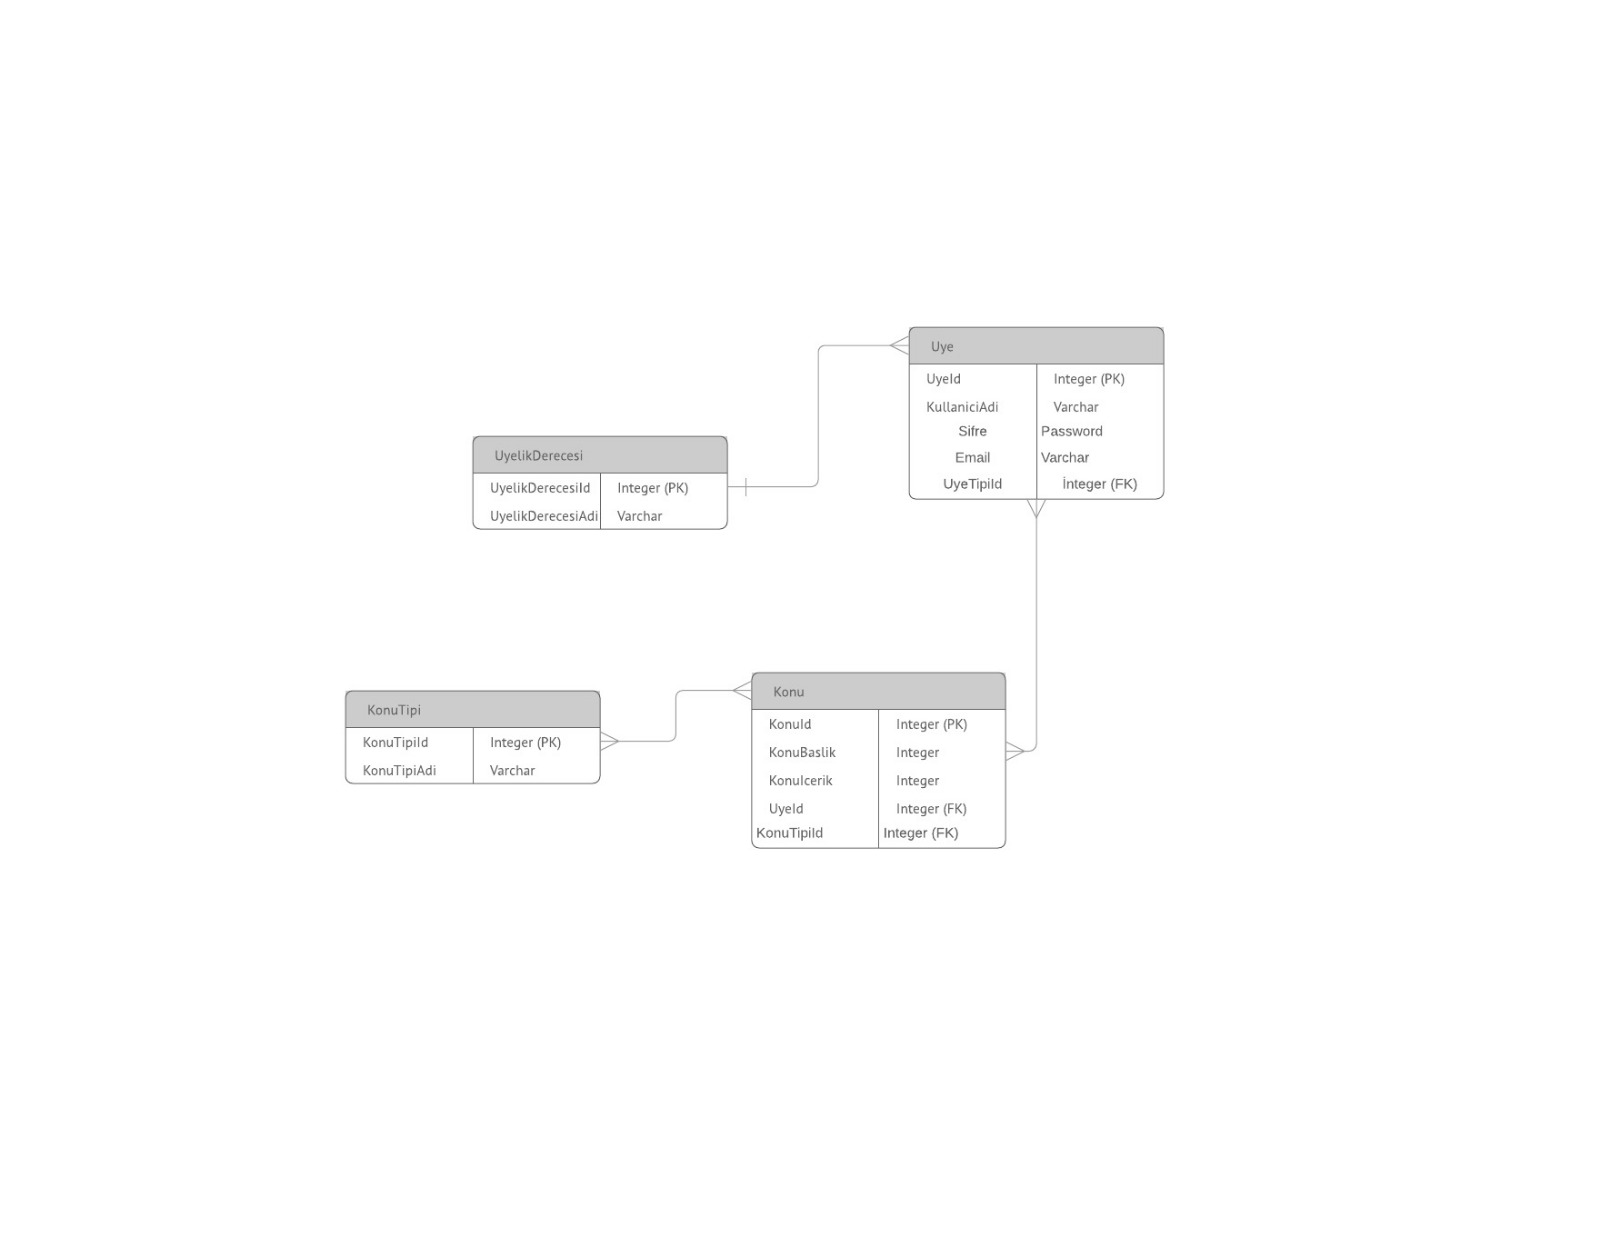 Uye
UyeId Integer (PK)
KullaniciAdi Varchar
Sifre Password
Email Varchar
UyeTipiId İnteger (FK)
UyelikDerecesi
UyelikDerecesiId Integer (PK)
UyelikDerecesiAdi Varchar
KonuTipi
KonuTipiId Integer (PK)
KonuTipiAdi Varchar
Konu
KonuId Integer (PK)
KonuBaslik Integer
KonuIcerik Integer
UyeId Integer (FK)
KonuTipiId Integer (FK)